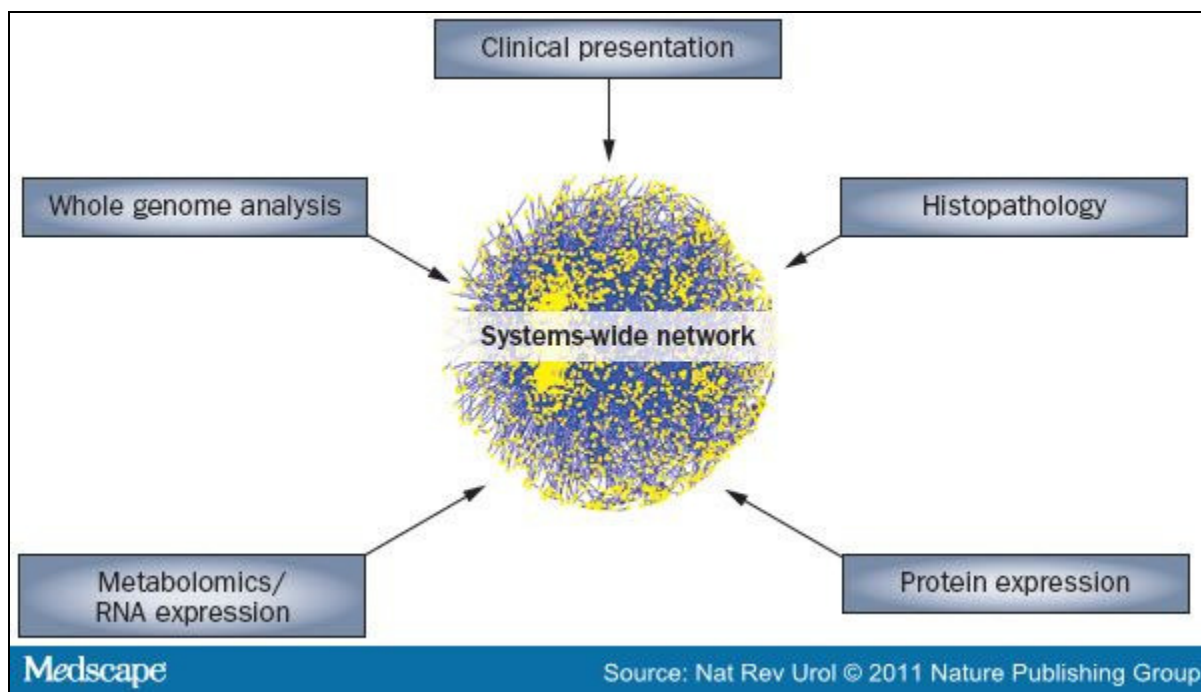 Clinical presentation
Whole genome analysis
Histopathology
Systems-wide network
Metabolomics/
RNA expression
Protein expression
Medscape
Source: Nat Rev Urol © 2011 Nature Publishing Group